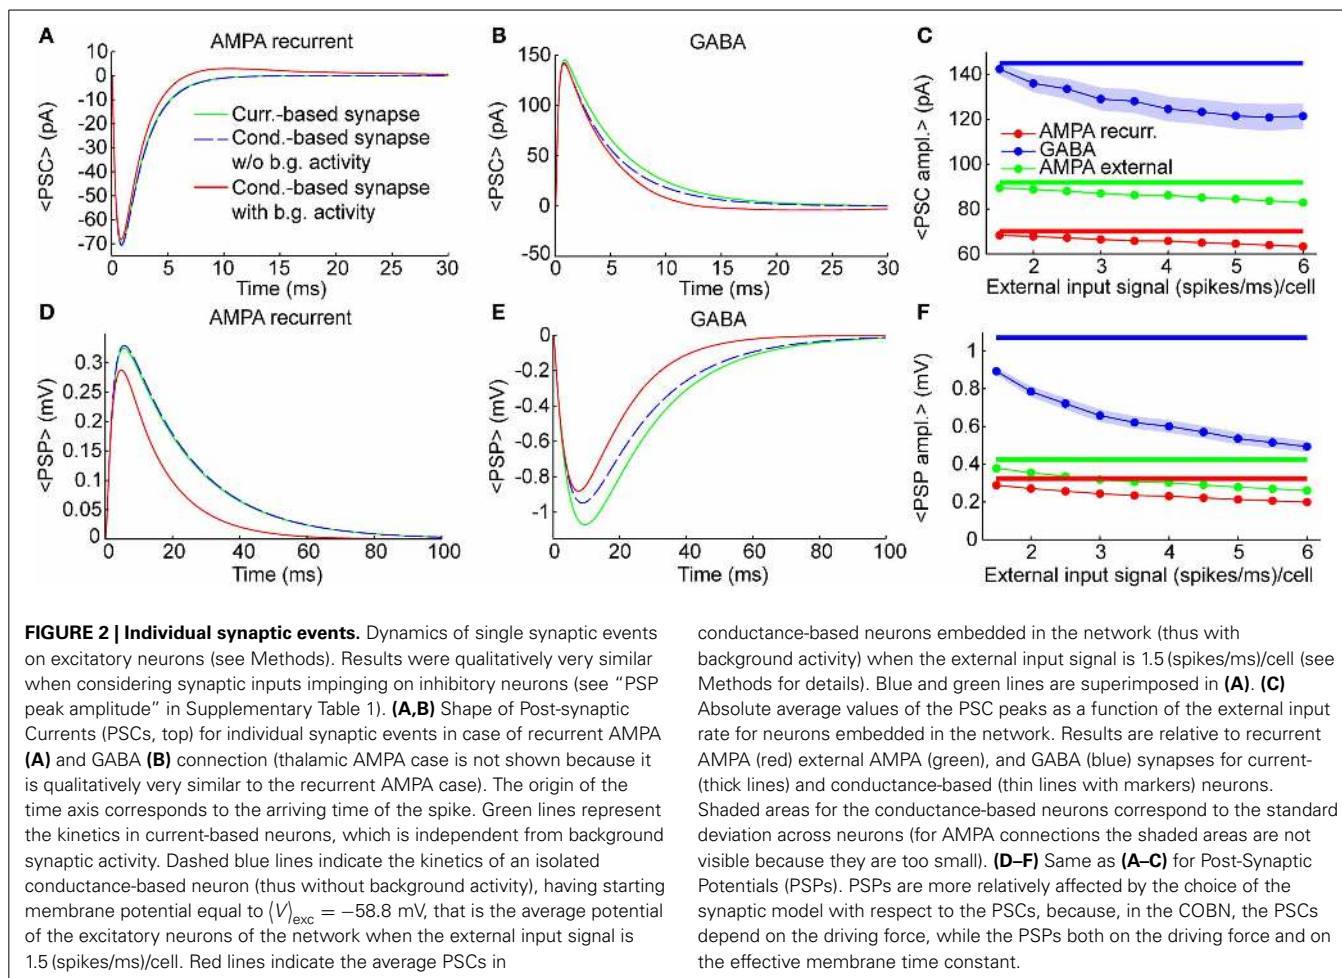 A
AMPA recurrent
10
0
-10
-20
-30
-40
-50
-60
-70
<PSC> (pA)
Curr.-based synapse
Cond.-based synapse
w/o b.g. activity
Cond.-based synapse
with b.g. activity
0
5
10
15
20
25
30
Time (ms)
B
GABA
150
100
50
0
-50
<PSC> (pA)
0
5
10
15
20
25
30
Time (ms)
C
140
120
100
80
60
<PSC ampl.> (pA)
AMPA recurr.
GABA
AMPA external
2
3
4
5
6
External input signal (spikes/ms)/cell
D
AMPA recurrent
0.3
0.25
0.2
0.15
0.1
0.05
0
<PSP> (mV)
0
20
40
60
80
100
Time (ms)
E
GABA
0
-0.2
-0.4
-0.6
-0.8
-1
<PSP> (mV)
0
20
40
60
80
100
Time (ms)
F
1
0.8
0.6
0.4
0.2
0
<PSP ampl.> (mV)
2
3
4
5
6
External input signal (spikes/ms)/cell
FIGURE 2 | Individual synaptic events. Dynamics of single synaptic events
on excitatory neurons (see Methods). Results were qualitatively very similar
when considering synaptic inputs impinging on inhibitory neurons (see “PSP
peak amplitude” in Supplementary Table 1). (A,B) Shape of Post-synaptic
Currents (PSCs, top) for individual synaptic events in case of recurrent AMPA
(A) and GABA (B) connection (thalamic AMPA case is not shown because it
is qualitatively very similar to the recurrent AMPA case). The origin of the
time axis corresponds to the arriving time of the spike. Green lines represent
the kinetics in current-based neurons, which is independent from background
synaptic activity. Dashed blue lines indicate the kinetics of an isolated
conductance-based neuron (thus without background activity), having starting
membrane potential equal to ⟨V⟩exc = −58.8 mV, that is the average potential
of the excitatory neurons of the network when the external input signal is
1.5 (spikes/ms)/cell. Red lines indicate the average PSCs in
conductance-based neurons embedded in the network (thus with
background activity) when the external input signal is 1.5 (spikes/ms)/cell (see
Methods for details). Blue and green lines are superimposed in (A). (C)
Absolute average values of the PSC peaks as a function of the external input
rate for neurons embedded in the network. Results are relative to recurrent
AMPA (red) external AMPA (green), and GABA (blue) synapses for current-
(thick lines) and conductance-based (thin lines with markers) neurons.
Shaded areas for the conductance-based neurons correspond to the standard
deviation across neurons (for AMPA connections the shaded areas are not
visible because they are too small). (D–F) Same as (A–C) for Post-Synaptic
Potentials (PSPs). PSPs are more relatively affected by the choice of the
synaptic model with respect to the PSCs, because, in the COBN, the PSCs
depend on the driving force, while the PSPs both on the driving force and on
the effective membrane time constant.